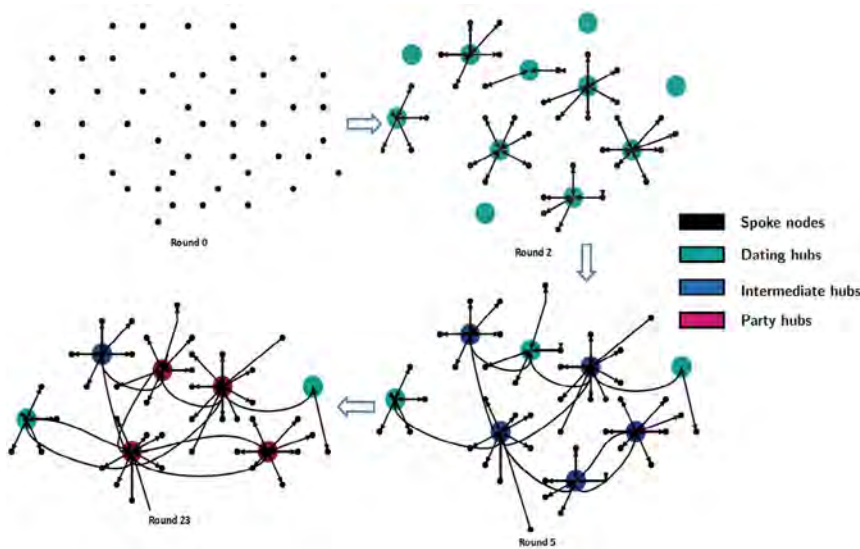 Round 0
Round 2
Spoke nodes
Dating hubs
Intermediate hubs
Party hubs
Round 23
Round 5